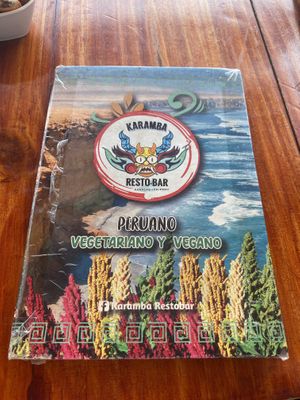 KARAMBA
RESTO-BAR
PERUANO
VEGETARIANO Y VEGANO
Karamba Restobar